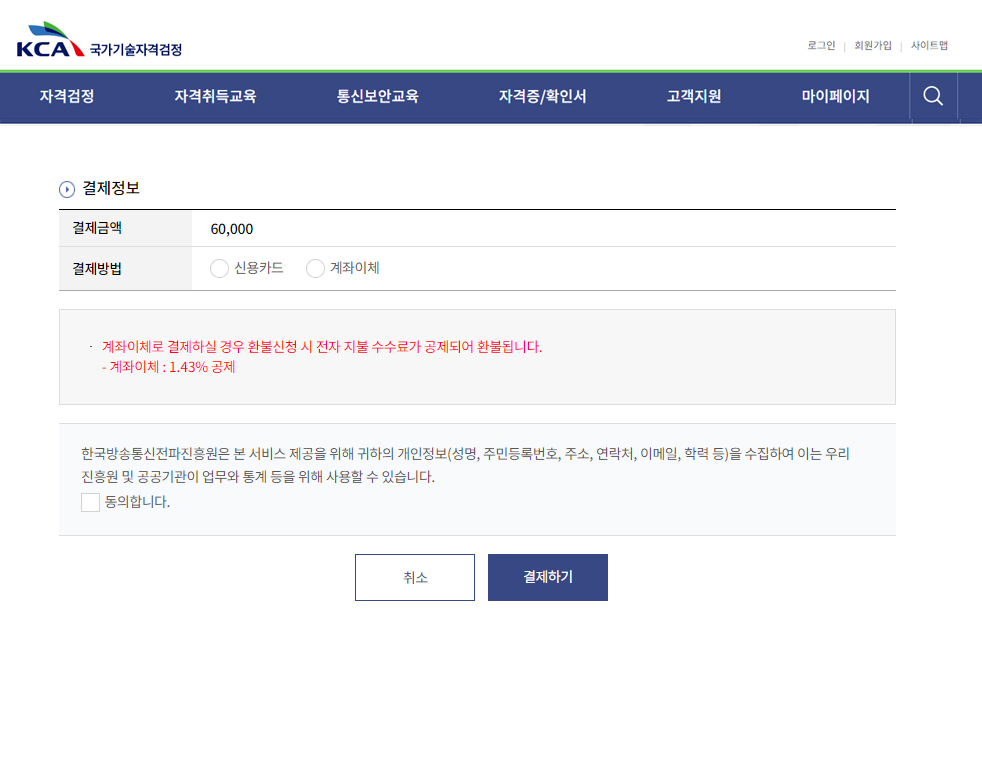 KCA 국가기술자격검정
로그인 | 회원가입 | 사이트맵
자격검정 자격취득교육 통신보안교육 자격증/확인서 고객지원 마이페이지
결제정보
결제금액 60,000
결제방법 신용카드 계좌이체
· 계좌이체로 결제하실 경우 환불신청 시 전자 지불 수수료가 공제되어 환불됩니다.
- 계좌이체 : 1.43% 공제
한국방송통신전파진흥원은 본 서비스 제공을 위해 귀하의 개인정보(성명, 주민등록번호, 주소, 연락처, 이메일, 학력 등)을 수집하여 이는 우리
진흥원 및 공공기관이 업무와 통계 등을 위해 사용할 수 있습니다.
동의합니다.
취소 결제하기